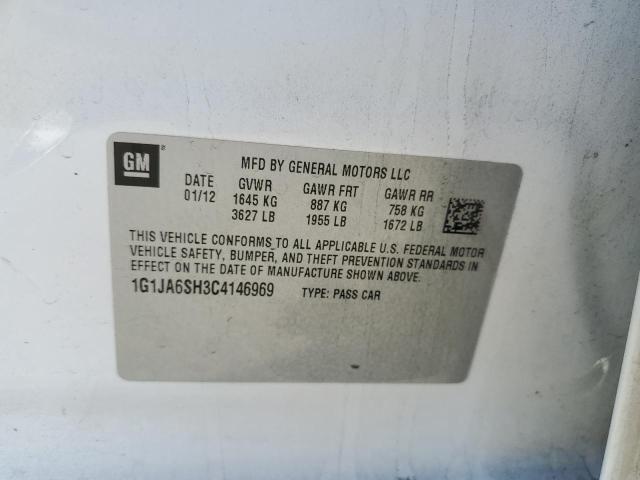 GM
MFD BY GENERAL MOTORS LLC
DATE GVWR GAWR FRT GAWR RR
01/12 1645 KG 887 KG 758 KG
3627 LB 1955 LB 1672 LB
THIS VEHICLE CONFORMS TO ALL APPLICABLE U.S. FEDERAL MOTOR
VEHICLE SAFETY, BUMPER, AND THEFT PREVENTION STANDARDS IN
EFFECT ON THE DATE OF MANUFACTURE SHOWN ABOVE.
1G1JA6SH3C4146969 TYPE: PASS CAR